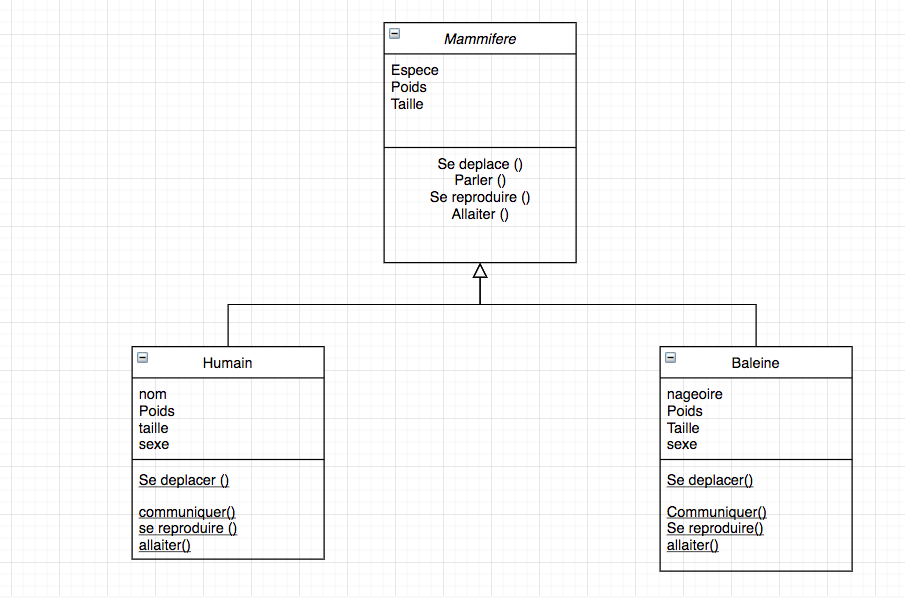 Mammifere
Espece
Poids
Taille
Se deplace ()
Parler ()
Se reproduire ()
Allaiter ()
Humain
nom
Poids
taille
sexe
Se deplacer ()
communiquer()
se reproduire ()
allaiter()
Baleine
nageoire
Poids
Taille
sexe
Se deplacer()
Communiquer()
Se reproduire()
allaiter()